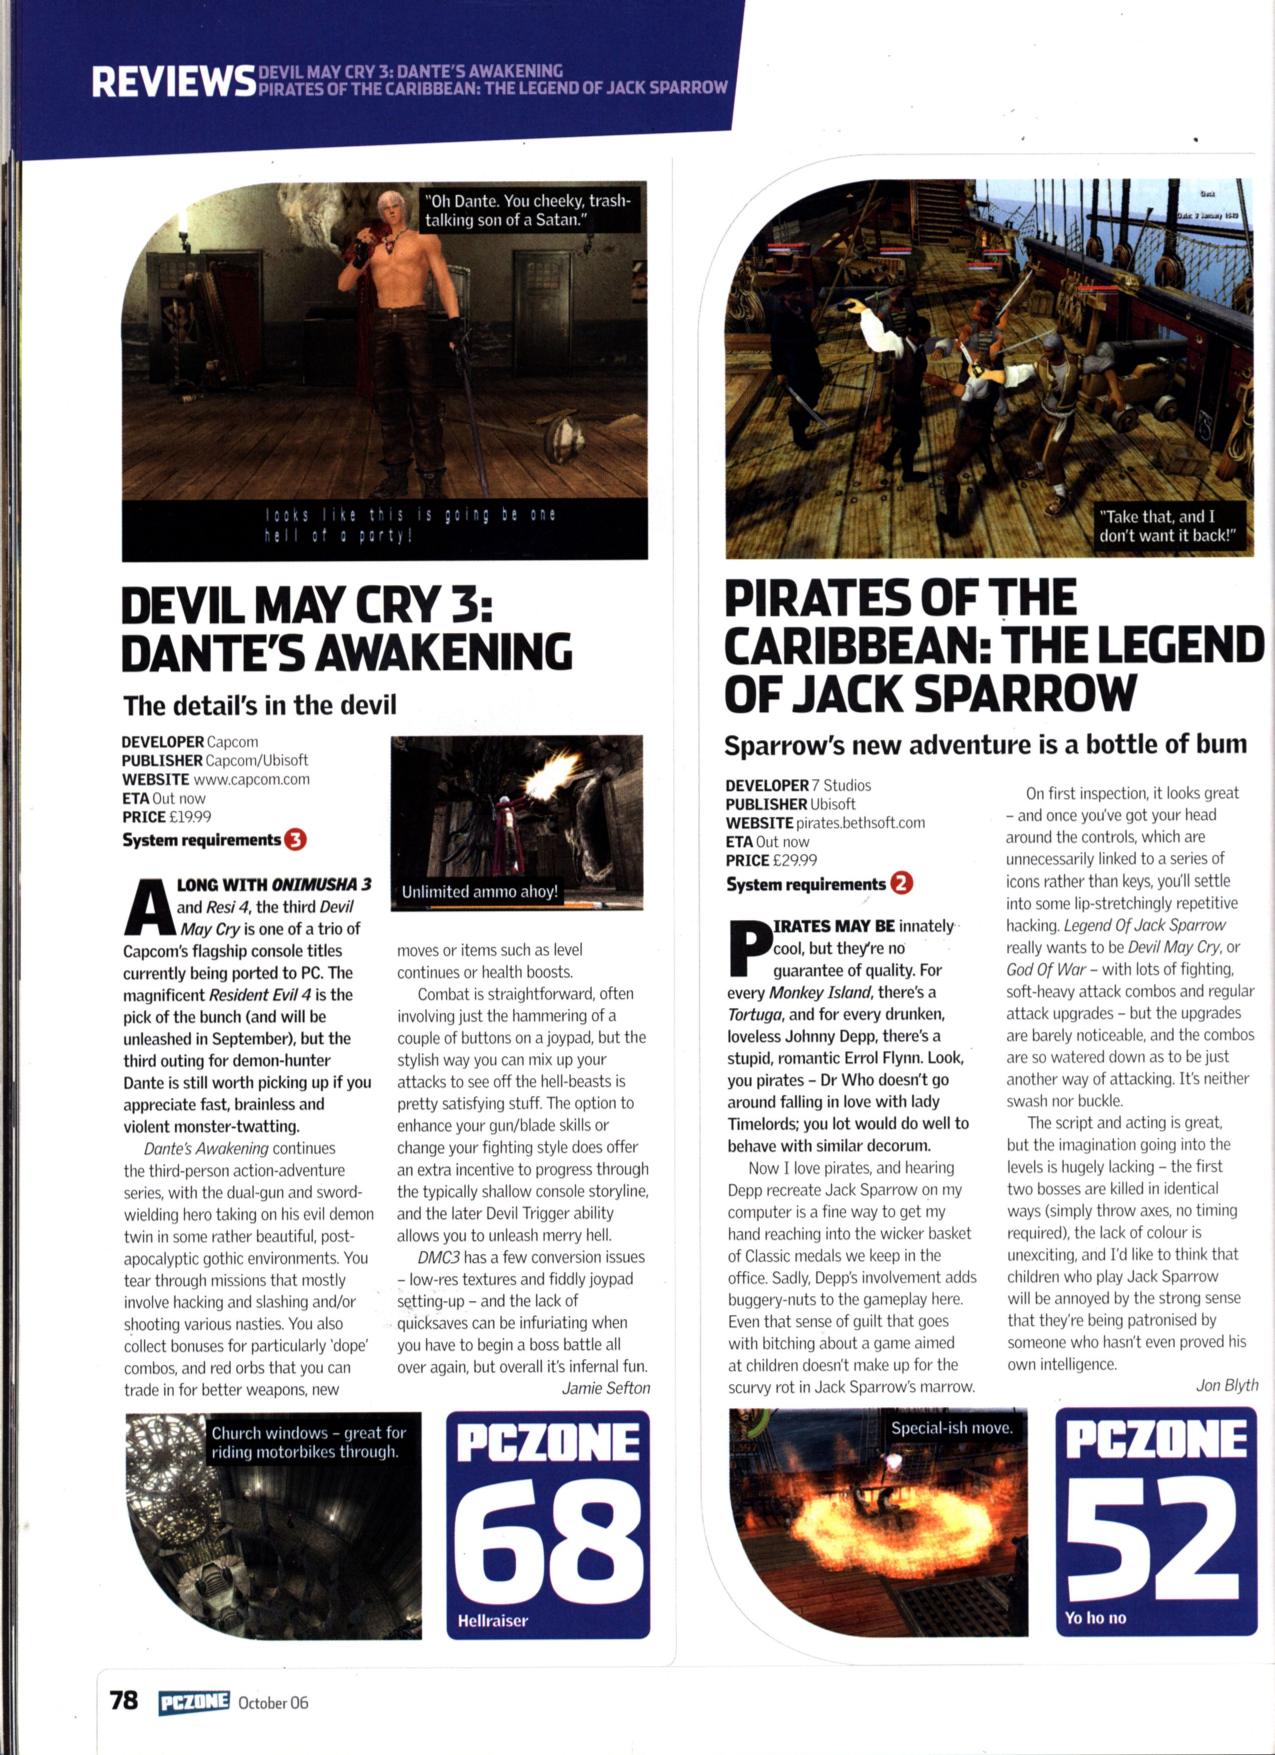 REVIEWS
DEVIL MAY CRY 3: DANTE'S AWAKENING
PIRATES OF THE CARIBBEAN: THE LEGEND OF JACK SPARROW
"Oh Dante. You cheeky, trash-
talking son of a Satan."
looks like this is going be one
hell of a party!
DEVIL MAY CRY 3:
DANTE'S AWAKENING
The detail's in the devil
DEVELOPER Capcom
PUBLISHER Capcom/Ubisoft
WEBSITE www.capcom.com
ETA Out now
PRICE £19.99
System requirements 3
Unlimited ammo ahoy!
ALONG WITH ONIMUSHA 3
and Resi 4, the third Devil
May Cry is one of a trio of
Capcom's flagship console titles
currently being ported to PC. The
magnificent Resident Evil 4 is the
pick of the bunch (and will be
unleashed in September), but the
third outing for demon-hunter
Dante is still worth picking up if you
appreciate fast, brainless and
violent monster-twatting.
Dante's Awakening continues
the third-person action-adventure
series, with the dual-gun and sword-
wielding hero taking on his evil demon
twin in some rather beautiful, post-
apocalyptic gothic environments. You
tear through missions that mostly
involve hacking and slashing and/or
shooting various nasties. You also
collect bonuses for particularly 'dope'
combos, and red orbs that you can
trade in for better weapons, new
moves or items such as level
continues or health boosts.
Combat is straightforward, often
involving just the hammering of a
couple of buttons on a joypad, but the
stylish way you can mix up your
attacks to see off the hell-beasts is
pretty satisfying stuff. The option to
enhance your gun/blade skills or
change your fighting style does offer
an extra incentive to progress through
the typically shallow console storyline,
and the later Devil Trigger ability
allows you to unleash merry hell.
DMC3 has a few conversion issues
– low-res textures and fiddly joypad
setting-up – and the lack of
quicksaves can be infuriating when
you have to begin a boss battle all
over again, but overall it's infernal fun.
Jamie Sefton
Church windows – great for
riding motorbikes through.
PCZONE
68
Hellraiser
Date: 3 January 1640
"Take that, and I
don't want it back!"
PIRATES OF THE
CARIBBEAN: THE LEGEND
OF JACK SPARROW
Sparrow's new adventure is a bottle of bum
DEVELOPER 7 Studios
PUBLISHER Ubisoft
WEBSITE pirates.bethsoft.com
ETA Out now
PRICE £29.99
System requirements 2
PIRATES MAY BE innately
cool, but they're no
guarantee of quality. For
every Monkey Island, there's a
Tortuga, and for every drunken,
loveless Johnny Depp, there's a
stupid, romantic Errol Flynn. Look,
you pirates – Dr Who doesn't go
around falling in love with lady
Timelords; you lot would do well to
behave with similar decorum.
Now I love pirates, and hearing
Depp recreate Jack Sparrow on my
computer is a fine way to get my
hand reaching into the wicker basket
of Classic medals we keep in the
office. Sadly, Depp's involvement adds
buggery-nuts to the gameplay here.
Even that sense of guilt that goes
with bitching about a game aimed
at children doesn't make up for the
scurvy rot in Jack Sparrow's marrow.
On first inspection, it looks great
– and once you've got your head
around the controls, which are
unnecessarily linked to a series of
icons rather than keys, you'll settle
into some lip-stretchingly repetitive
hacking. Legend Of Jack Sparrow
really wants to be Devil May Cry, or
God Of War – with lots of fighting,
soft-heavy attack combos and regular
attack upgrades – but the upgrades
are barely noticeable, and the combos
are so watered down as to be just
another way of attacking. It's neither
swash nor buckle.
The script and acting is great,
but the imagination going into the
levels is hugely lacking – the first
two bosses are killed in identical
ways (simply throw axes, no timing
required), the lack of colour is
unexciting, and I'd like to think that
children who play Jack Sparrow
will be annoyed by the strong sense
that they're being patronised by
someone who hasn't even proved his
own intelligence.
Jon Blyth
Special-ish move.
PCZONE
52
Yo ho no
78 PCZONE October 06